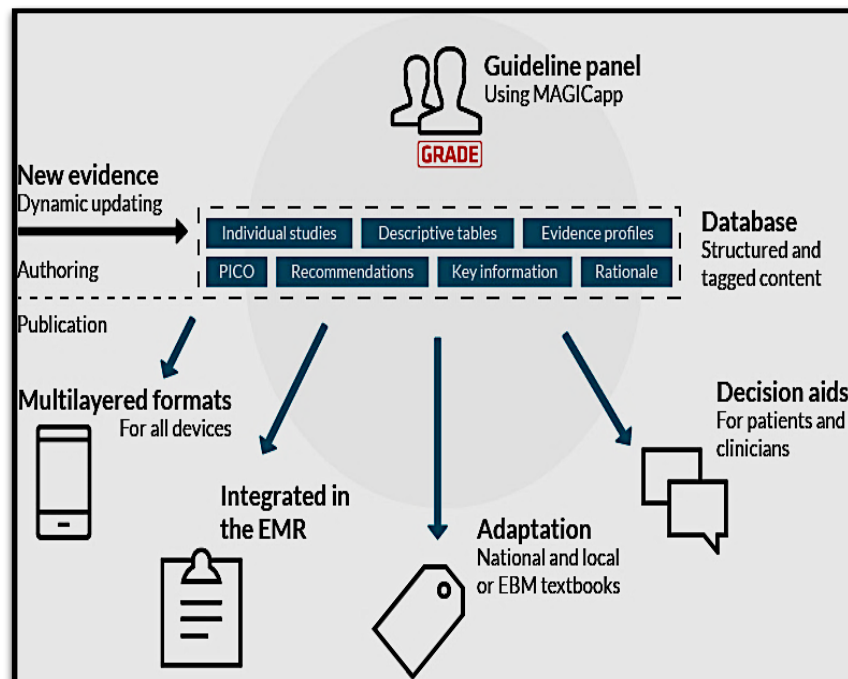 Guideline panel
Using MAGICapp
GRADE
New evidence
Dynamic updating
Individual studies
Descriptive tables
Evidence profiles
PICO
Recommendations
Key information
Rationale
Database
Structured and
tagged content
Authoring
Publication
Multilayered formats
For all devices
Integrated in
the EMR
Adaptation
National and local
or EBM textbooks
Decision aids
For patients and
clinicians